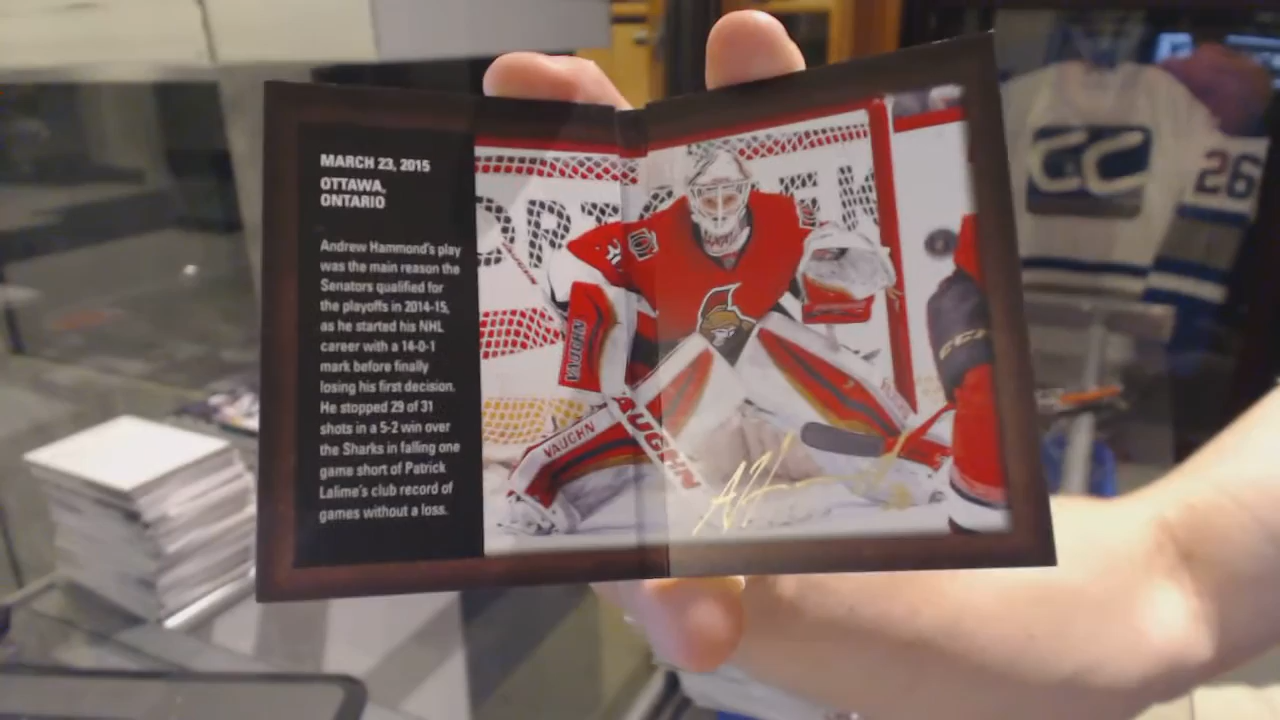 MARCH 23, 2015
OTTAWA,
ONTARIO
Andrew Hammond's play
was the main reason the
Senators qualified for
the playoffs in 2014-15,
as he started his NHL
career with a 14-0-1
mark before finally
losing his first decision.
He stopped 29 of 31
shots in a 5-2 win over
the Sharks in falling one
game short of Patrick
Lalime's club record of
games without a loss.
VAUGHN
VAUGHN
VAUGHN
CCM
CC
26